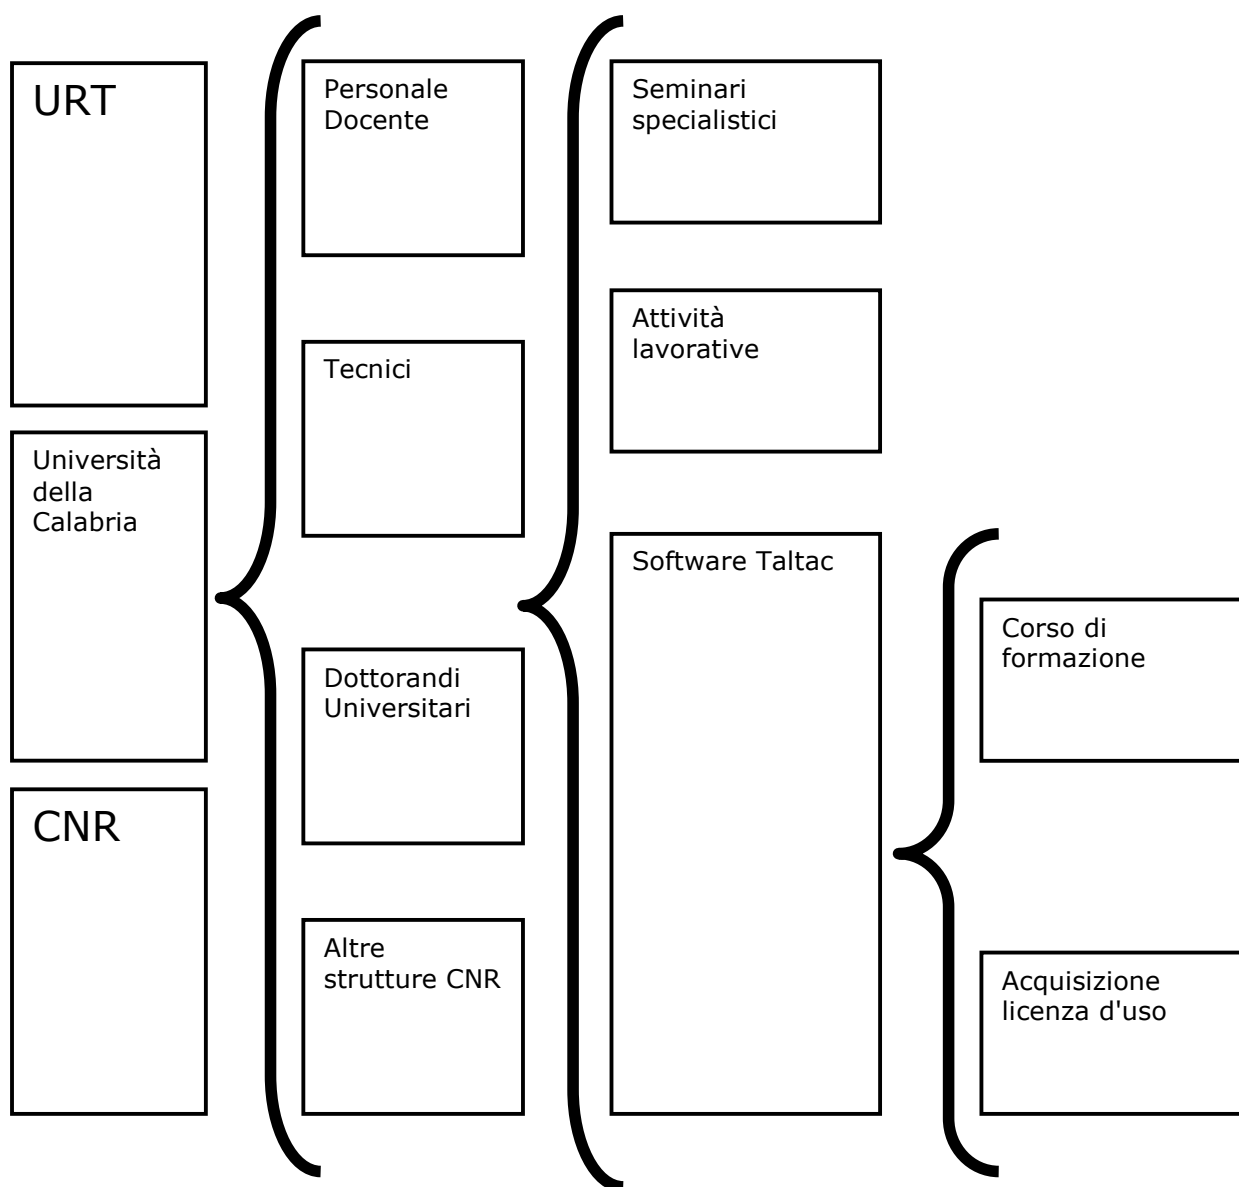 URT
Università
della
Calabria
CNR
Personale
Docente
Tecnici
Dottorandi
Universitari
Altre
strutture CNR
Seminari
specialistici
Attività
lavorative
Software Taltac
Corso di
formazione
Acquisizione
licenza d'uso